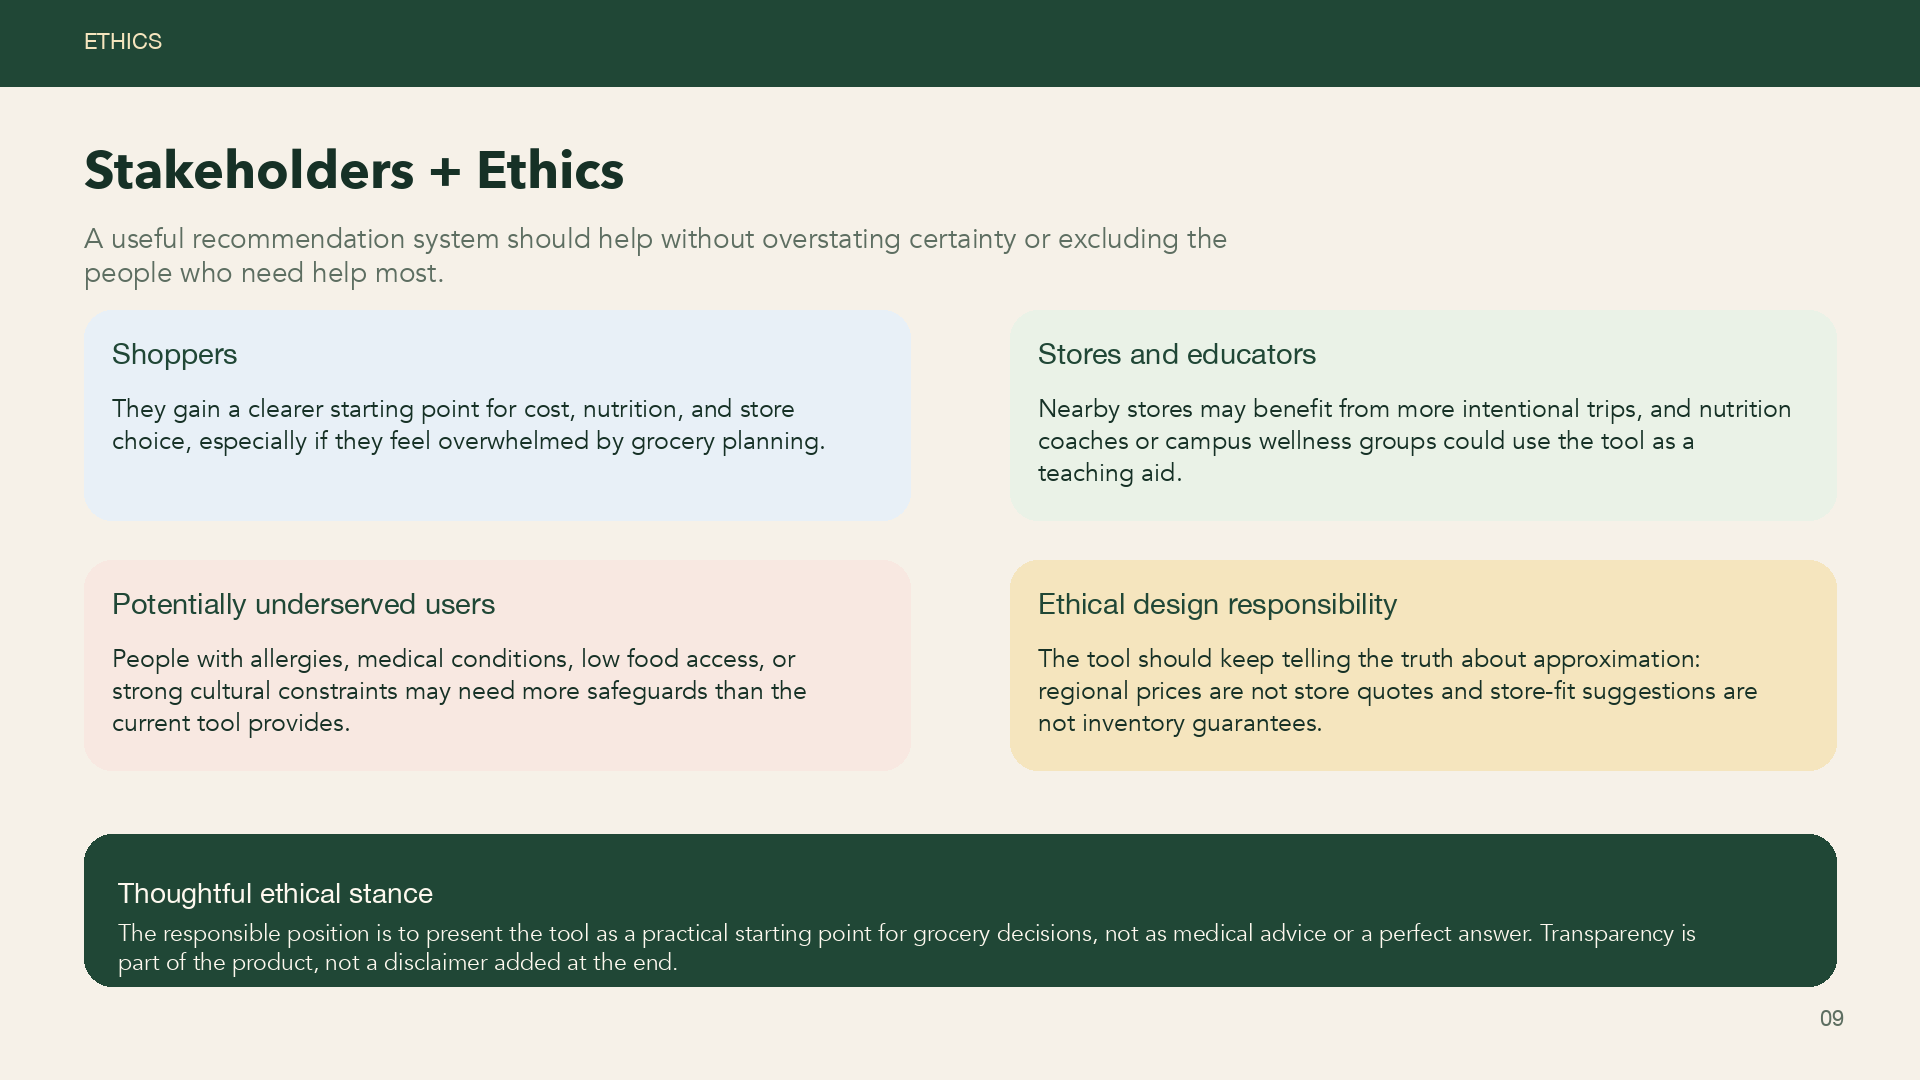 ETHICS
Stakeholders + Ethics
A useful recommendation system should help without overstating certainty or excluding the
people who need help most.
Shoppers
They gain a clearer starting point for cost, nutrition, and store
choice, especially if they feel overwhelmed by grocery planning.
Stores and educators
Nearby stores may benefit from more intentional trips, and nutrition
coaches or campus wellness groups could use the tool as a
teaching aid.
Potentially underserved users
People with allergies, medical conditions, low food access, or
strong cultural constraints may need more safeguards than the
current tool provides.
Ethical design responsibility
The tool should keep telling the truth about approximation:
regional prices are not store quotes and store-fit suggestions are
not inventory guarantees.
Thoughtful ethical stance
The responsible position is to present the tool as a practical starting point for grocery decisions, not as medical advice or a perfect answer. Transparency is
part of the product, not a disclaimer added at the end.
09